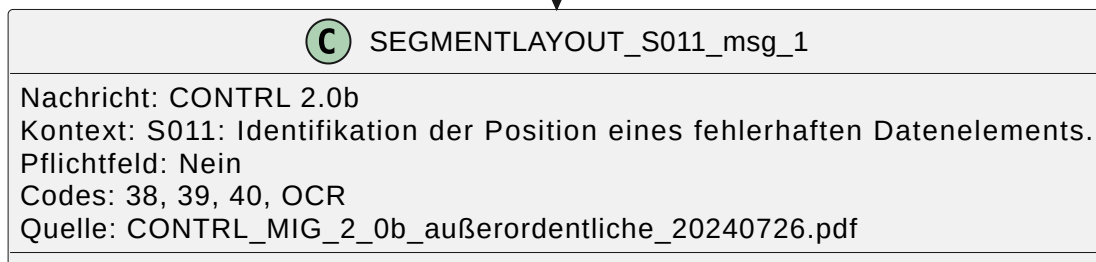 C SEGMENTLAYOUT_S011_msg_1
Nachricht: CONTRL 2.0b
Kontext: S011: Identifikation der Position eines fehlerhaften Datenelements.
Pflichtfeld: Nein
Codes: 38, 39, 40, OCR
Quelle: CONTRL_MIG_2_0b_außerordentliche_20240726.pdf